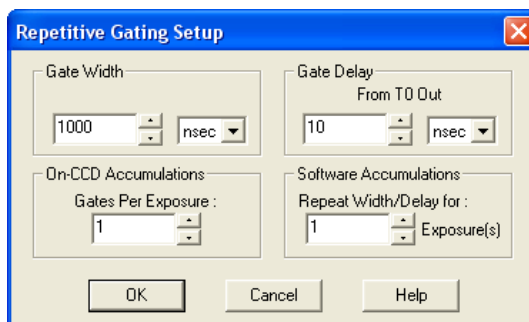 Repetitive Gating Setup
Gate Width
1000
nsec
Gate Delay
From T0 Out
10
nsec
On-CCD Accumulations
Gates Per Exposure :
1
Software Accumulations
Repeat Width/Delay for :
1
Exposure(s)
OK
Cancel
Help